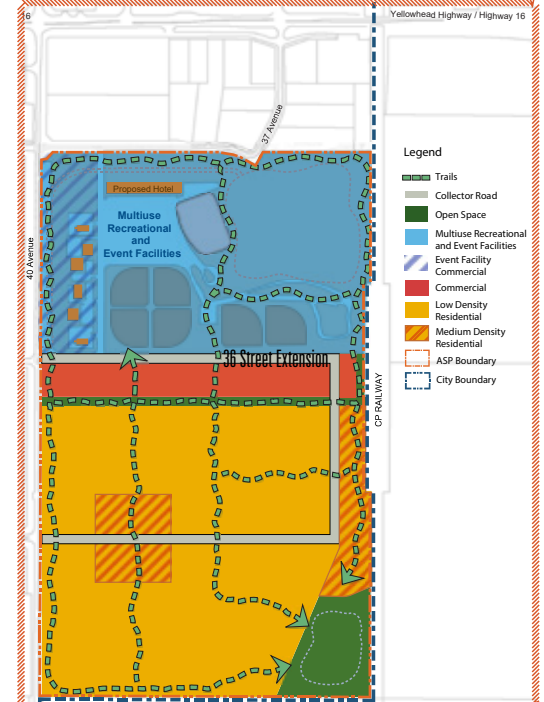 16
Yellowhead Highway / Highway 16
37 Avenue
Legend
Trails
Collector Road
Open Space
Multiuse Recreational
and Event Facilities
Event Facility
Commercial
Commercial
Low Density
Residential
Medium Density
Residential
ASP Boundary
City Boundary
Proposed Hotel
Multiuse
Recreational
and
Event Facilities
40 Avenue
36 Street Extension
CP RAILWAY